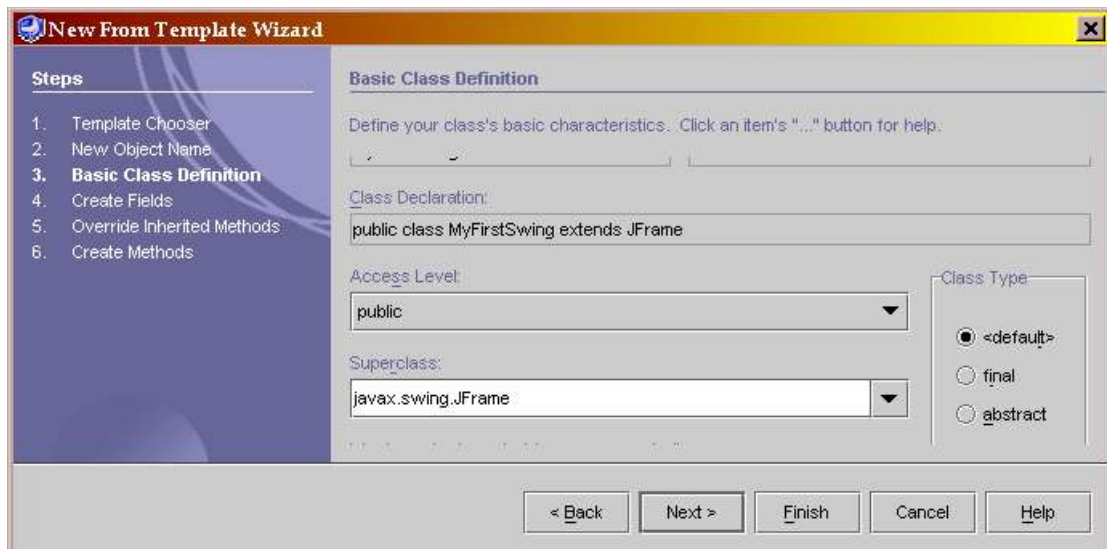 New From Template Wizard
Steps
1. Template Chooser
2. New Object Name
3. Basic Class Definition
4. Create Fields
5. Override Inherited Methods
6. Create Methods
Basic Class Definition
Define your class's basic characteristics. Click an item's "..." button for help.
Class Declaration:
public class MyFirstSwing extends JFrame
Access Level:
public
Superclass:
javax.swing.JFrame
Class Type
<default>
final
abstract
< Back
Next >
Finish
Cancel
Help